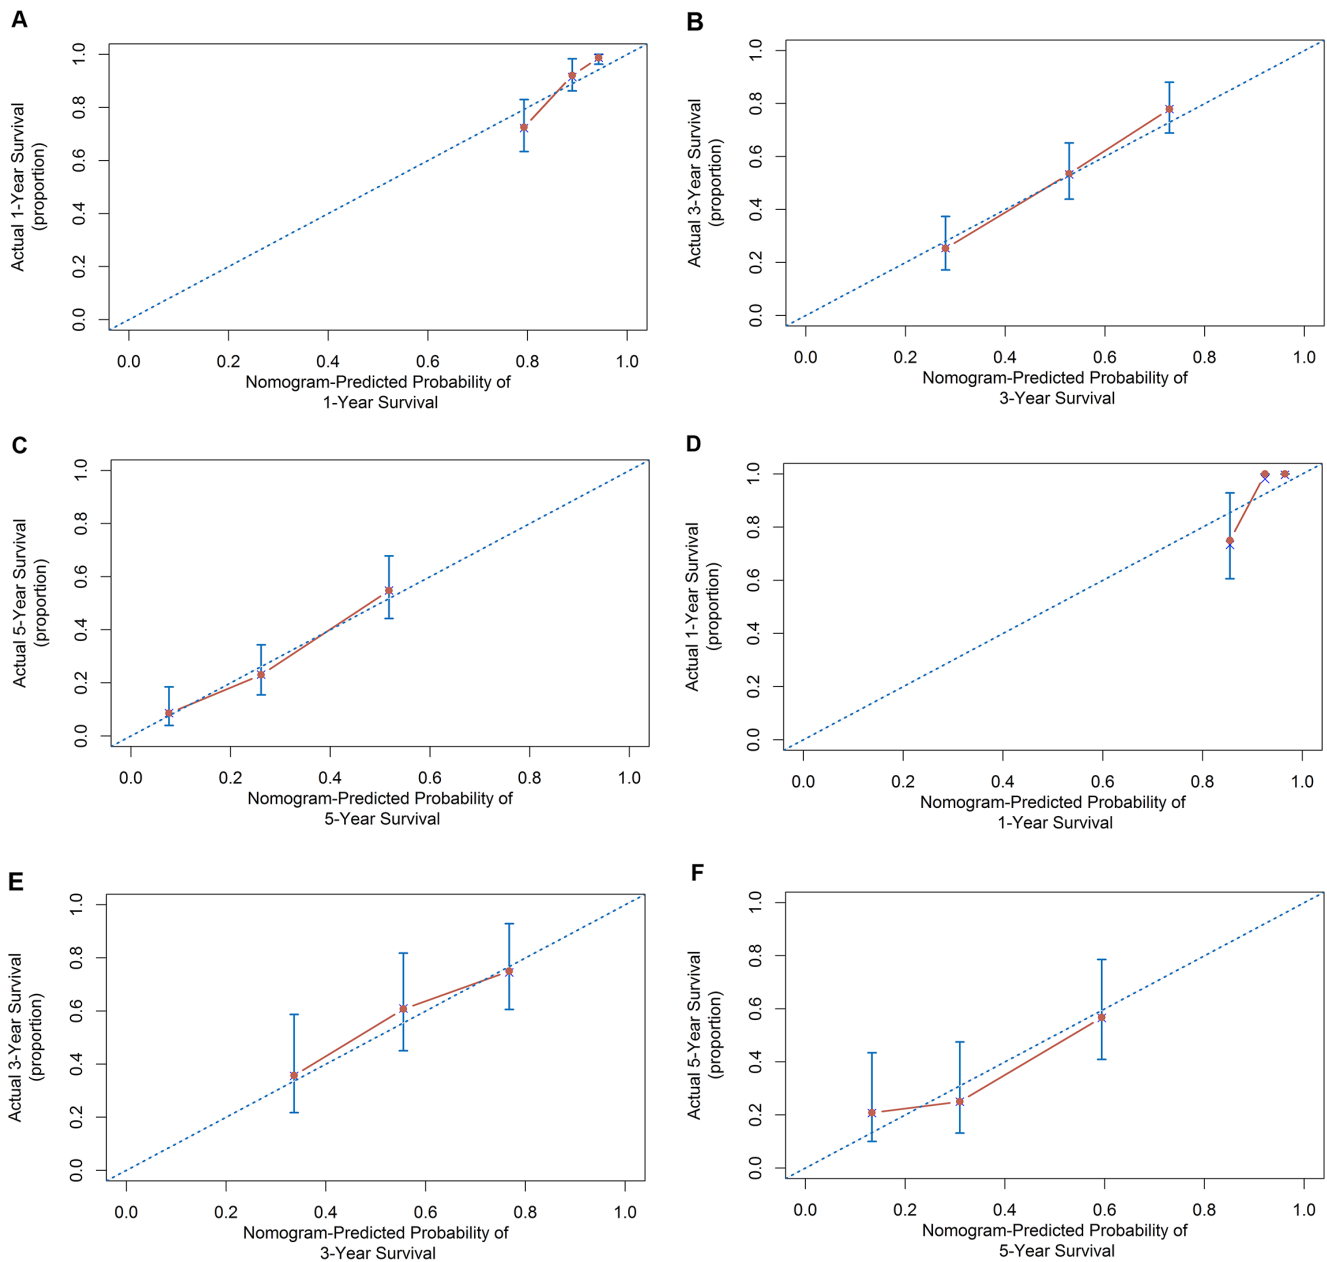 A
1.0
0.8
0.6
0.4
0.2
0.0
Actual 1-Year Survival
(proportion)
0.0 0.2 0.4 0.6 0.8 1.0
Nomogram-Predicted Probability of
1-Year Survival
B
1.0
0.8
0.6
0.4
0.2
0.0
Actual 3-Year Survival
(proportion)
0.0 0.2 0.4 0.6 0.8 1.0
Nomogram-Predicted Probability of
3-Year Survival
C
1.0
0.8
0.6
0.4
0.2
0.0
Actual 5-Year Survival
(proportion)
0.0 0.2 0.4 0.6 0.8 1.0
Nomogram-Predicted Probability of
5-Year Survival
D
1.0
0.8
0.6
0.4
0.2
0.0
Actual 1-Year Survival
(proportion)
0.0 0.2 0.4 0.6 0.8 1.0
Nomogram-Predicted Probability of
1-Year Survival
E
1.0
0.8
0.6
0.4
0.2
0.0
Actual 3-Year Survival
(proportion)
0.0 0.2 0.4 0.6 0.8 1.0
Nomogram-Predicted Probability of
3-Year Survival
F
1.0
0.8
0.6
0.4
0.2
0.0
Actual 5-Year Survival
(proportion)
0.0 0.2 0.4 0.6 0.8 1.0
Nomogram-Predicted Probability of
5-Year Survival